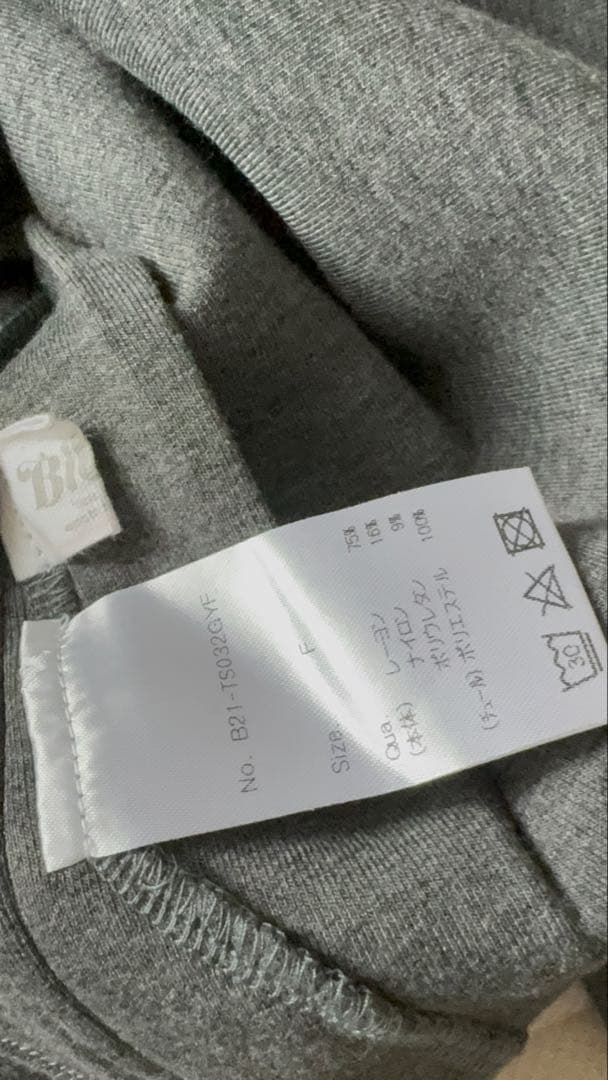 No. B21-TS032GYF
Size. F
Qua.
(本体) レーヨン 75%
ナイロン 16%
ポリウレタン 9%
(チュール) ポリエステル 100%
30